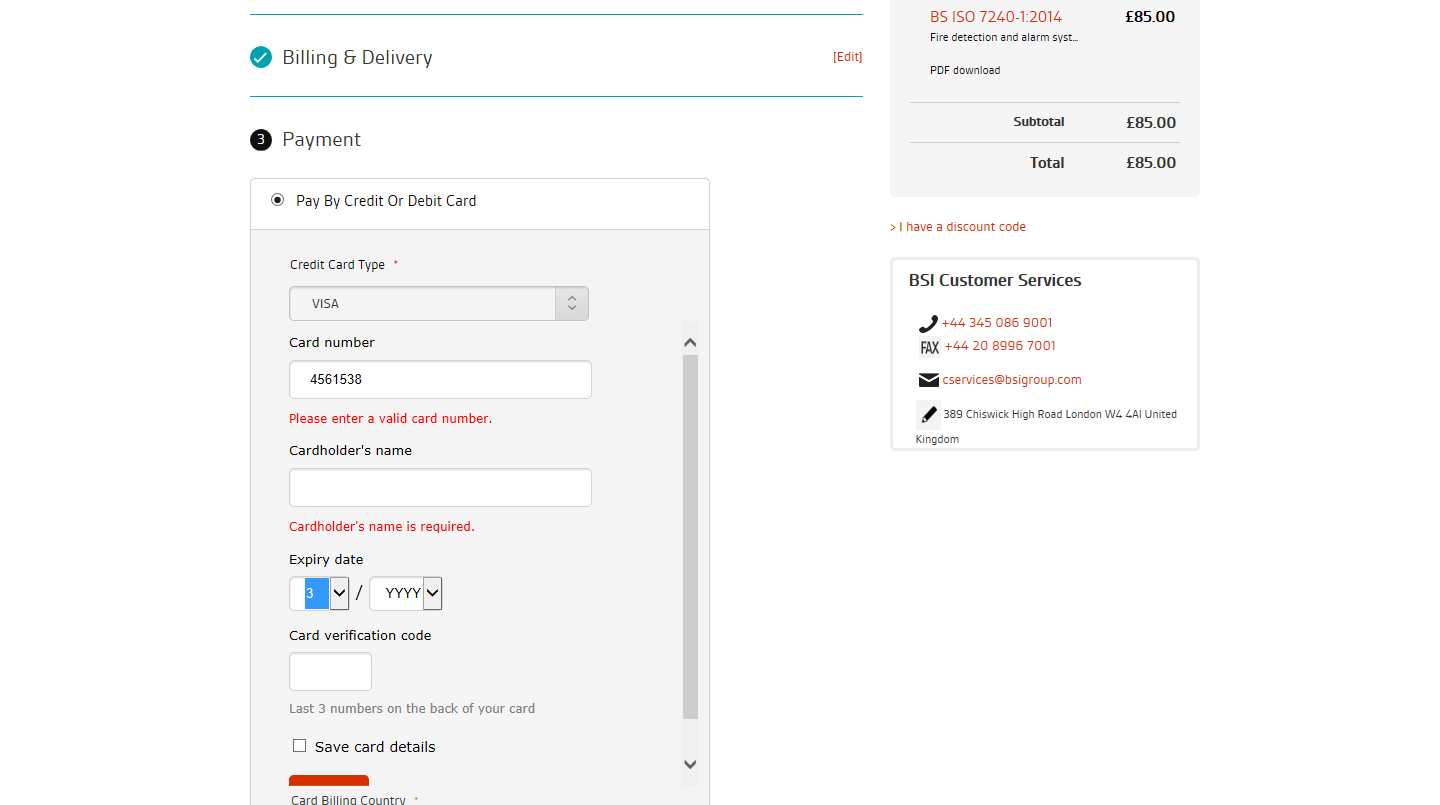 Billing & Delivery
[Edit]
3 Payment
Pay By Credit Or Debit Card
Credit Card Type *
VISA
Card number
4561538
Please enter a valid card number.
Cardholder's name
Cardholder's name is required.
Expiry date
3 / YYYY
Card verification code
Last 3 numbers on the back of your card
Save card details
Card Billing Country *
BS ISO 7240-1:2014 £85.00
Fire detection and alarm syst...
PDF download
Subtotal £85.00
Total £85.00
> I have a discount code
BSI Customer Services
+44 345 086 9001
FAX +44 20 8996 7001
cservices@bsigroup.com
389 Chiswick High Road London W4 4Al United
Kingdom